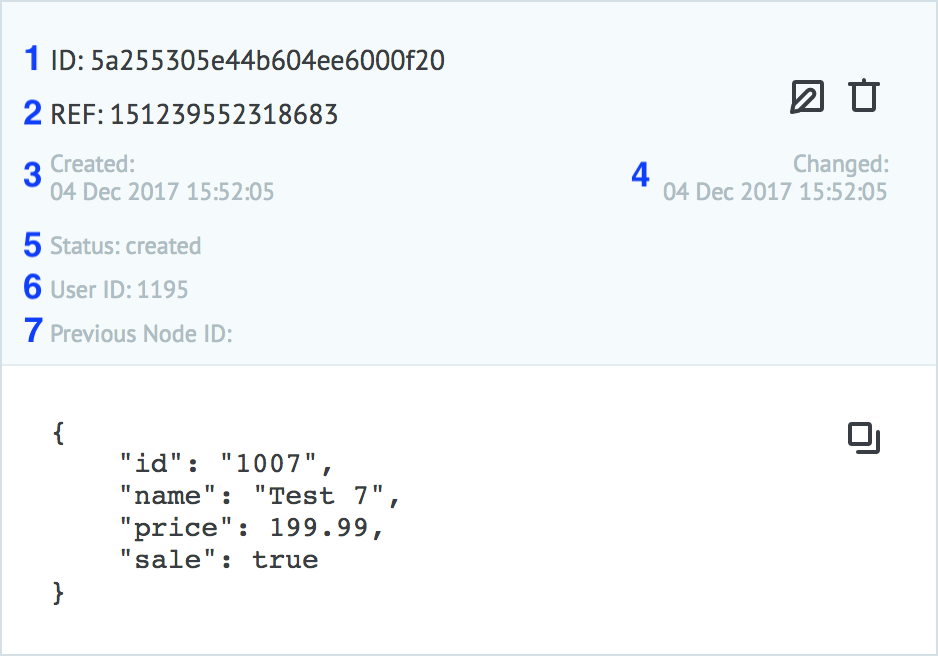 1 ID: 5a255305e44b604ee6000f20
2 REF: 151239552318683
3 Created:
04 Dec 2017 15:52:05
4 Changed:
04 Dec 2017 15:52:05
5 Status: created
6 User ID: 1195
7 Previous Node ID:
{
"id": "1007",
"name": "Test 7",
"price": 199.99,
"sale": true
}